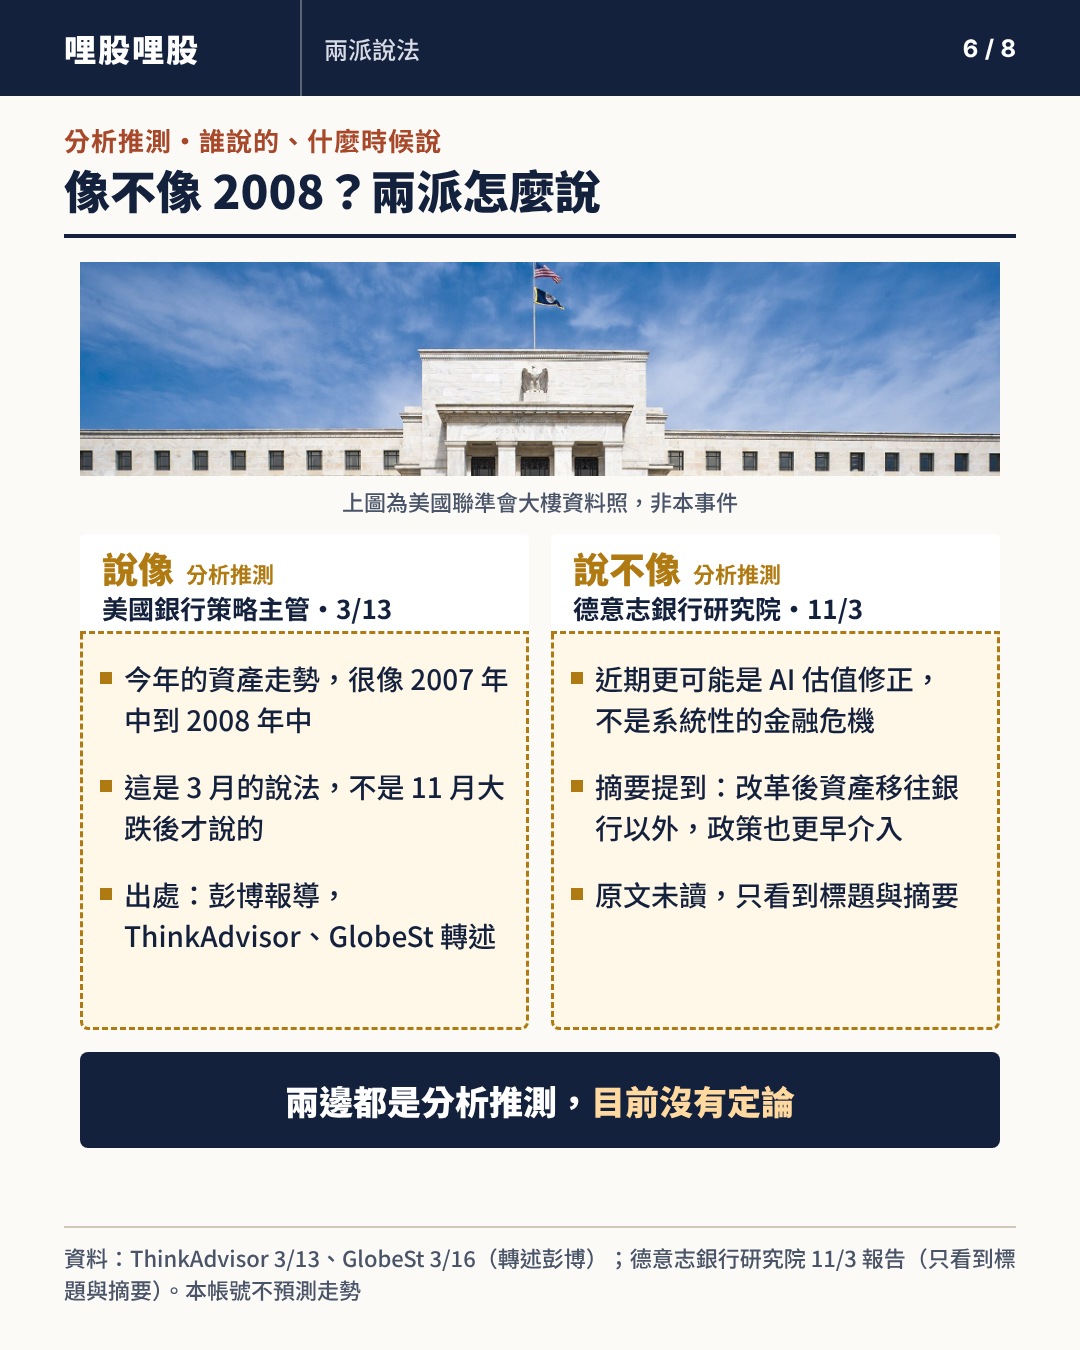 哩股哩股
兩派說法
6 / 8
分析推測・誰說的、什麼時候說
像不像 2008？兩派怎麼說
上圖為美國聯準會大樓資料照，非本事件
說像 分析推測
美國銀行策略主管・3/13
今年的資產走勢，很像 2007 年
中到 2008 年中
這是 3 月的說法，不是 11 月大
跌後才說的
出處：彭博報導，
ThinkAdvisor、GlobeSt 轉述
說不像 分析推測
德意志銀行研究院・11/3
近期更可能是 AI 估值修正，
不是系統性的金融危機
摘要提到：改革後資產移往銀
行以外，政策也更早介入
原文未讀，只看到標題與摘要
兩邊都是分析推測，目前沒有定論
資料：ThinkAdvisor 3/13、GlobeSt 3/16（轉述彭博）；德意志銀行研究院 11/3 報告（只看到標
題與摘要）。本帳號不預測走勢